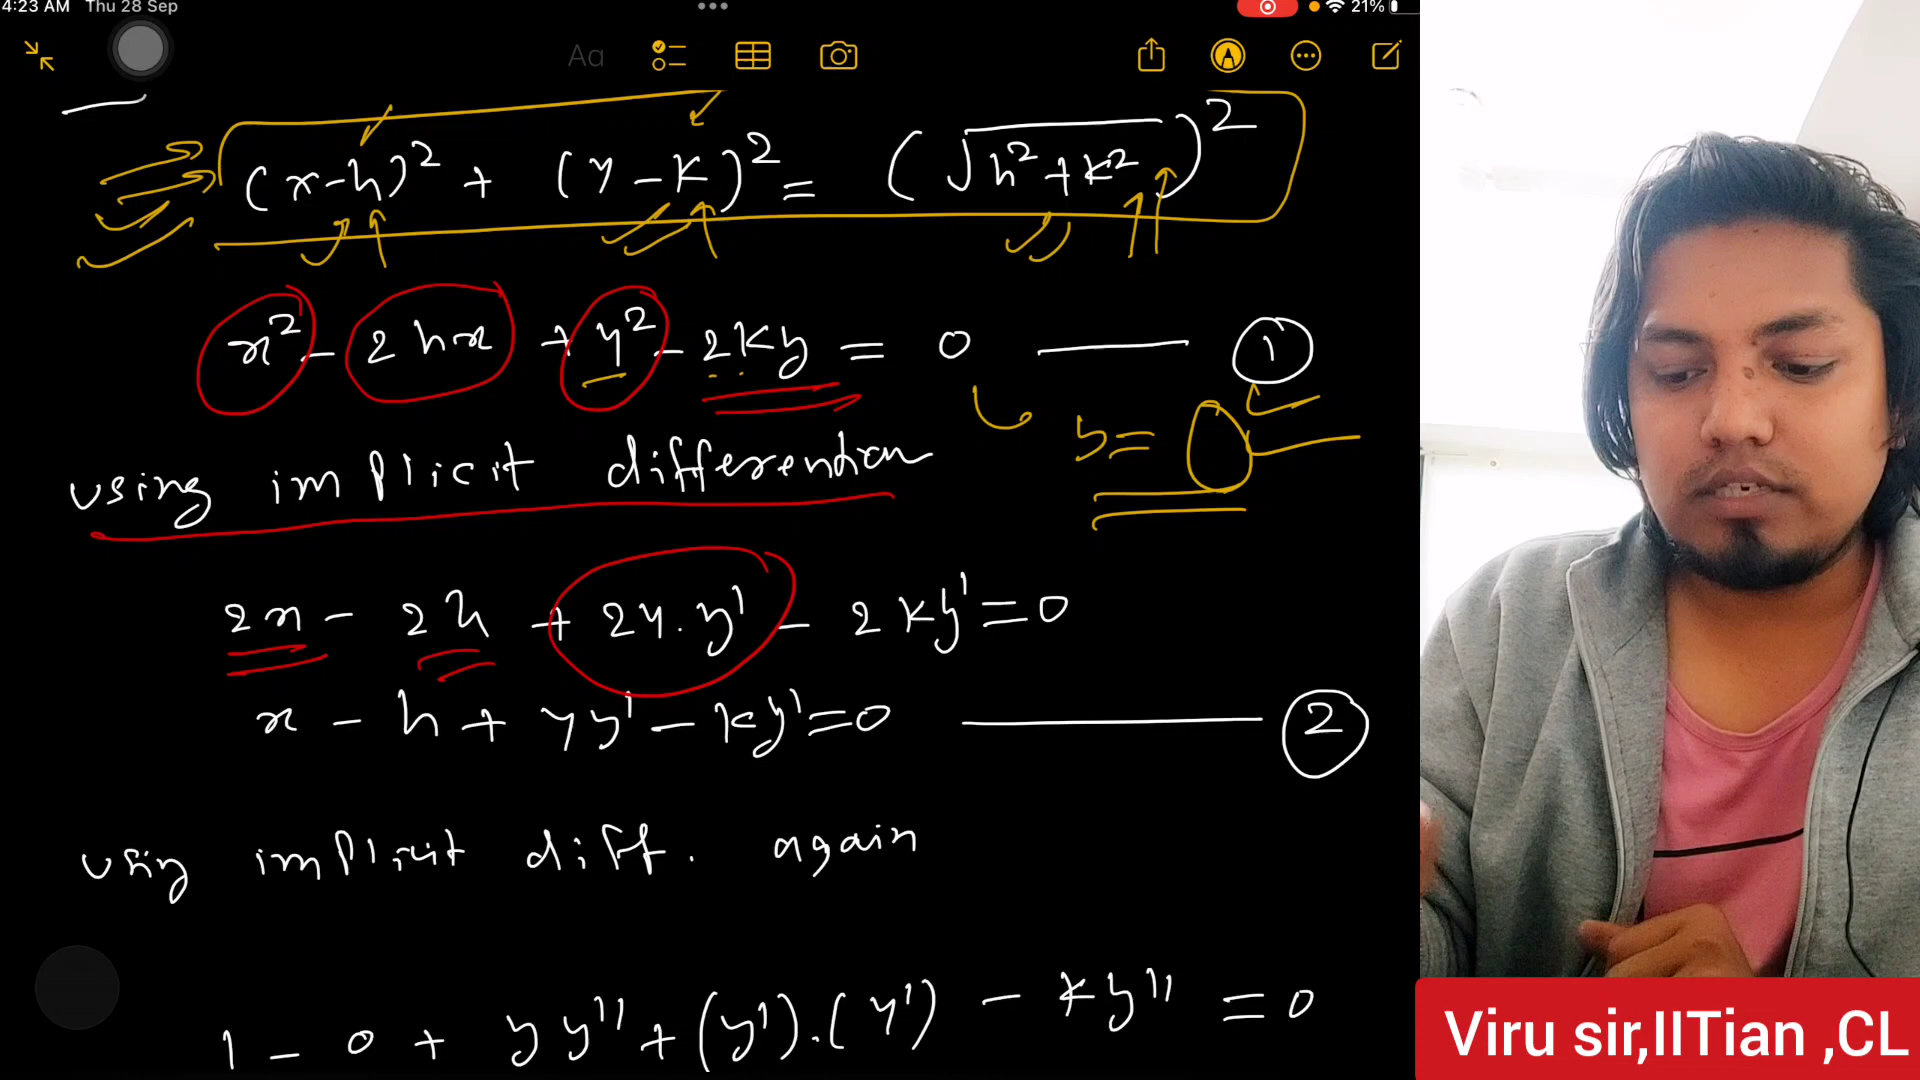 4:23 AM Thu 28 Sep
21%
Aa
(x-h)² + (y-k)² = (√h²+k²)²
x² - 2hx + y² - 2ky = 0 —— ①
b = 0
using implicit differention
2x - 2h + 2y.y' - 2ky' = 0
x - h + yy' - ky' = 0 —— ②
using implicit diff. again
1 - 0 + yy'' + (y').(y') - ky'' = 0
Viru sir,IITian ,CL